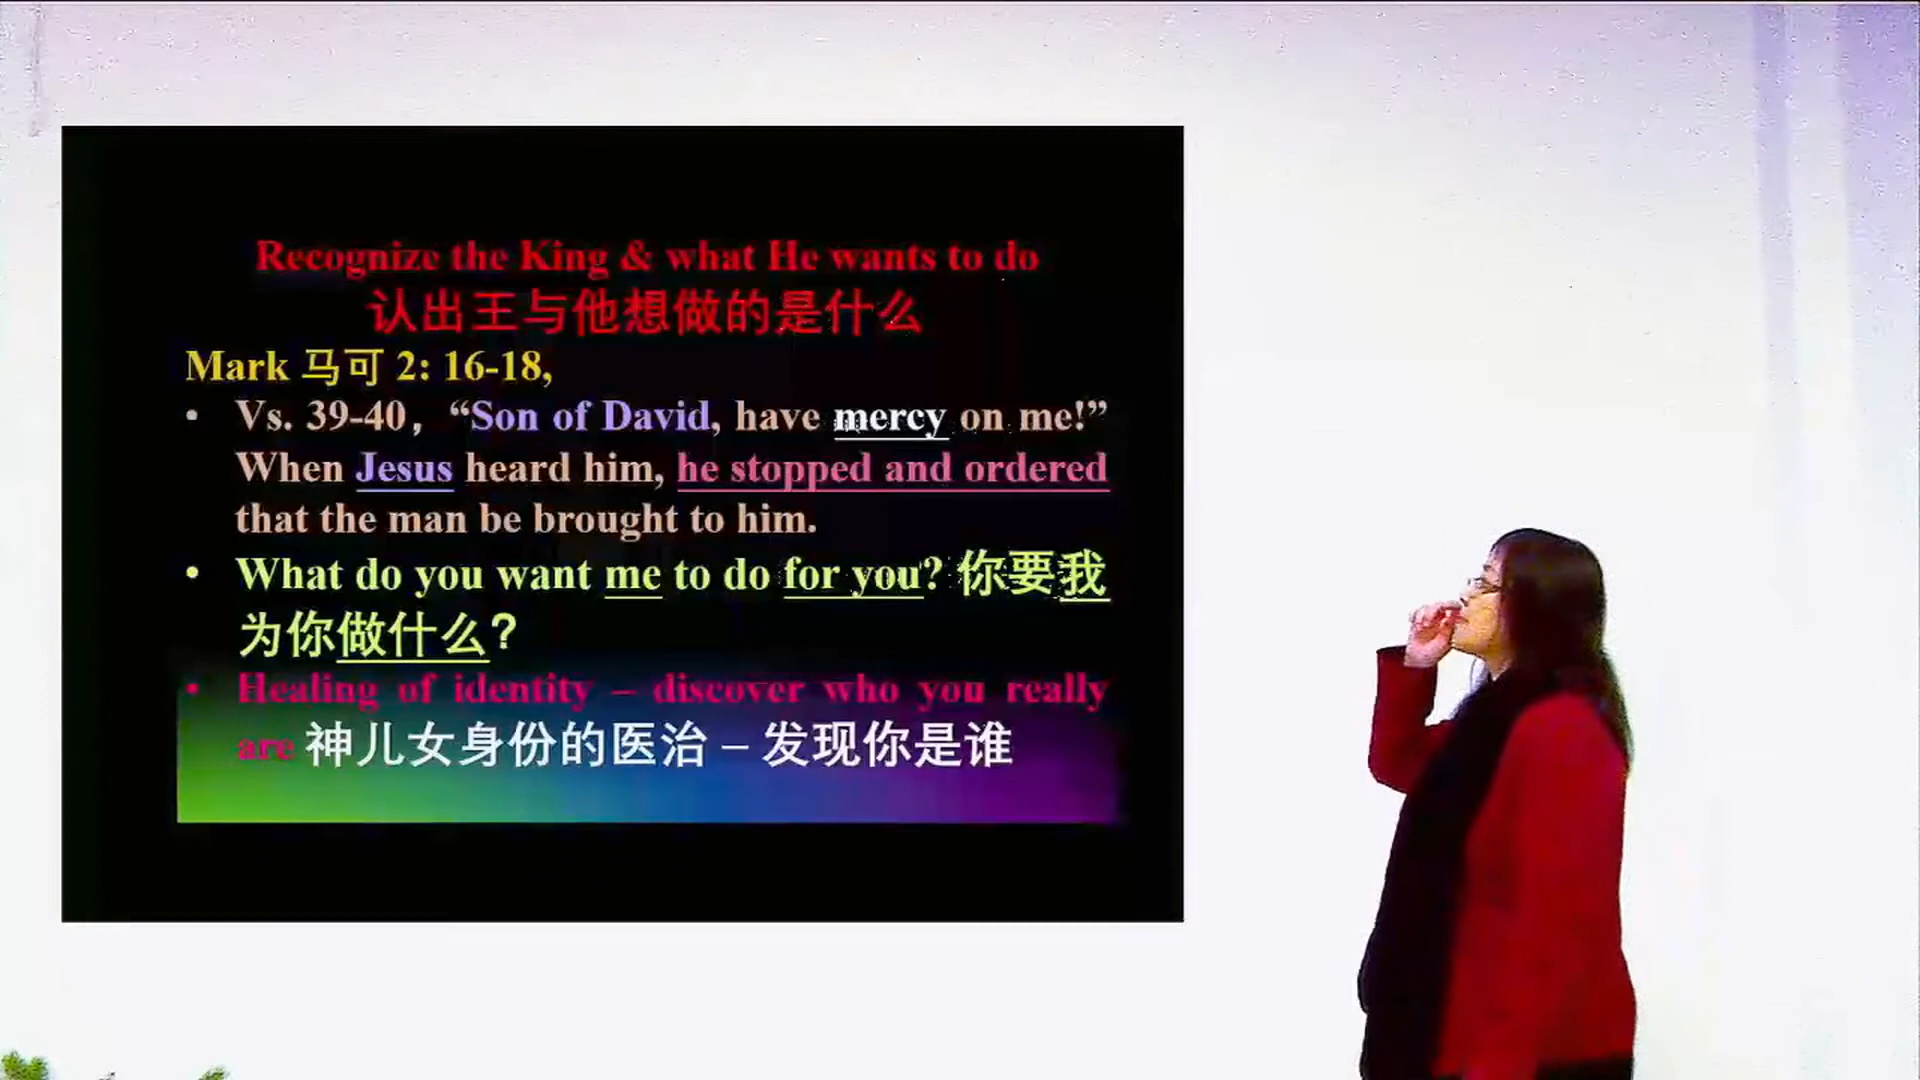 Recognize the King & what He wants to do
认出王与他想做的是什么
Mark 马可 2: 16-18,
• Vs. 39-40, “Son of David, have mercy on me!”
When Jesus heard him, he stopped and ordered
that the man be brought to him.
• What do you want me to do for you? 你要我
为你做什么?
• Healing of identity – discover who you really
are 神儿女身份的医治 – 发现你是谁